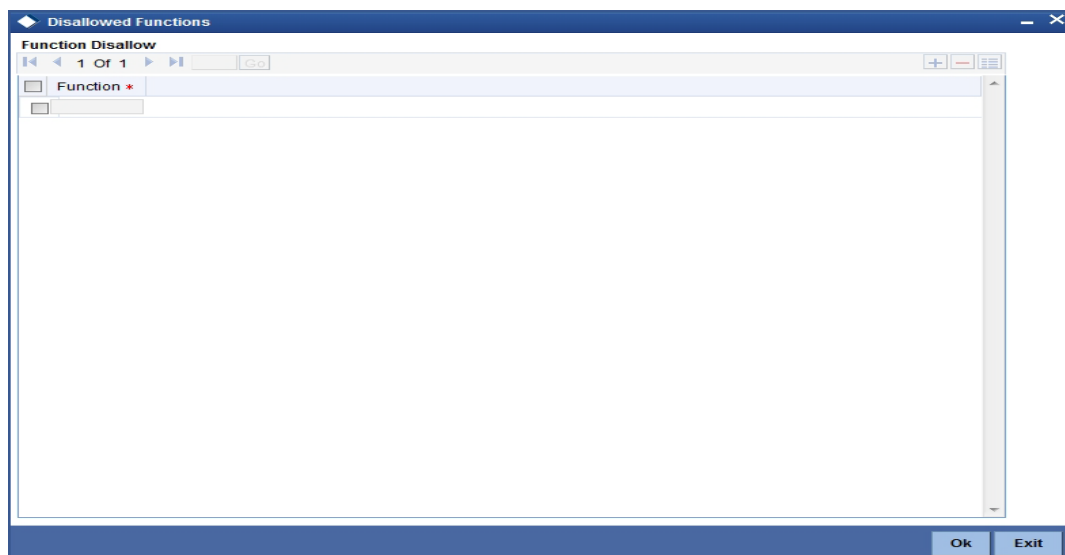 Disallowed Functions
Function Disallow
1 Of 1 Go
Function *
Ok Exit